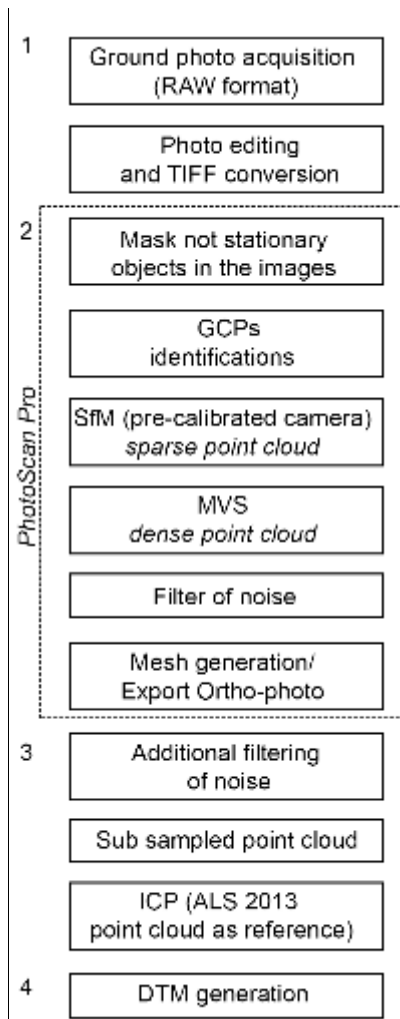 1
Ground photo acquisition
(RAW format)
Photo editing
and TIFF conversion
2
PhotoScan Pro
Mask not stationary
objects in the images
GCPs
identifications
SfM (pre-calibrated camera)
sparse point cloud
MVS
dense point cloud
Filter of noise
Mesh generation/
Export Ortho-photo
3
Additional filtering
of noise
Sub sampled point cloud
ICP (ALS 2013
point cloud as reference)
4
DTM generation